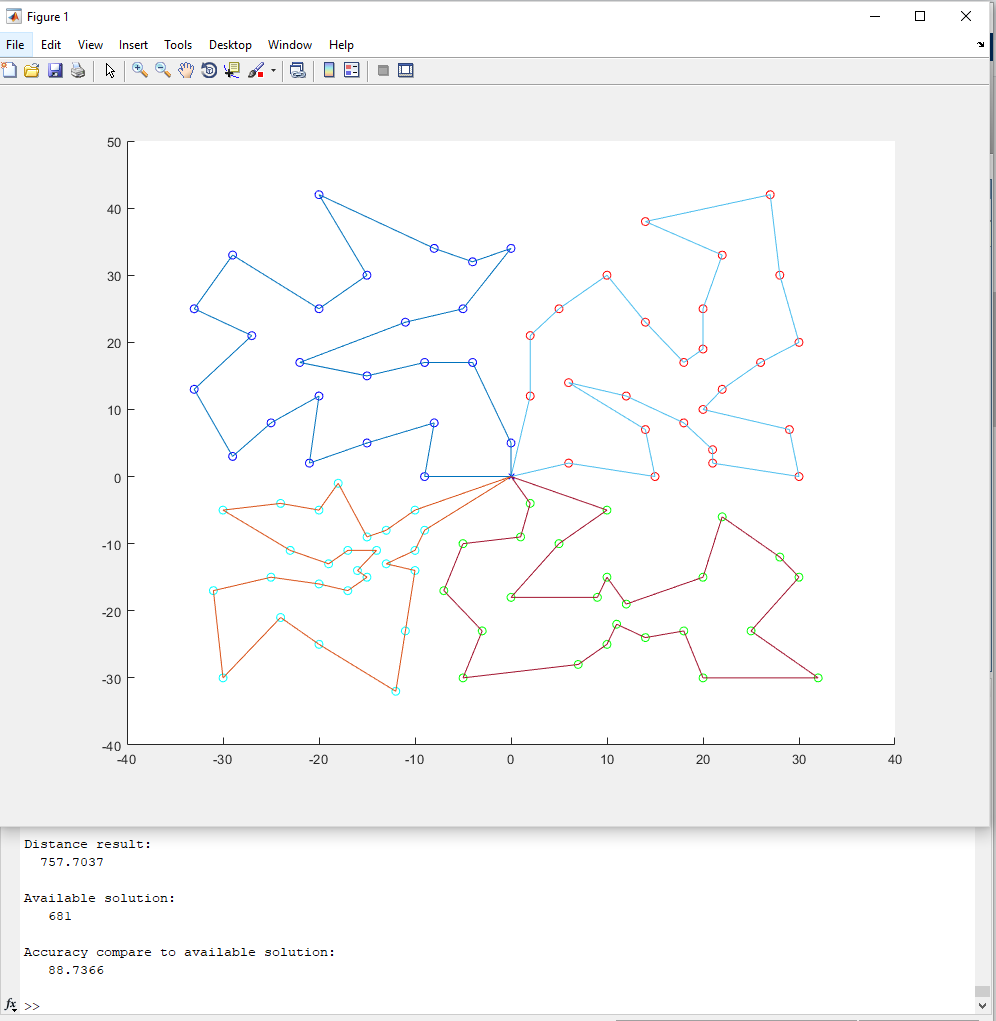 Figure 1
File Edit View Insert Tools Desktop Window Help
50
40
30
20
10
0
-10
-20
-30
-40
-40 -30 -20 -10 0 10 20 30 40
Distance result:
757.7037
Available solution:
681
Accuracy compare to available solution:
88.7366
fx >>